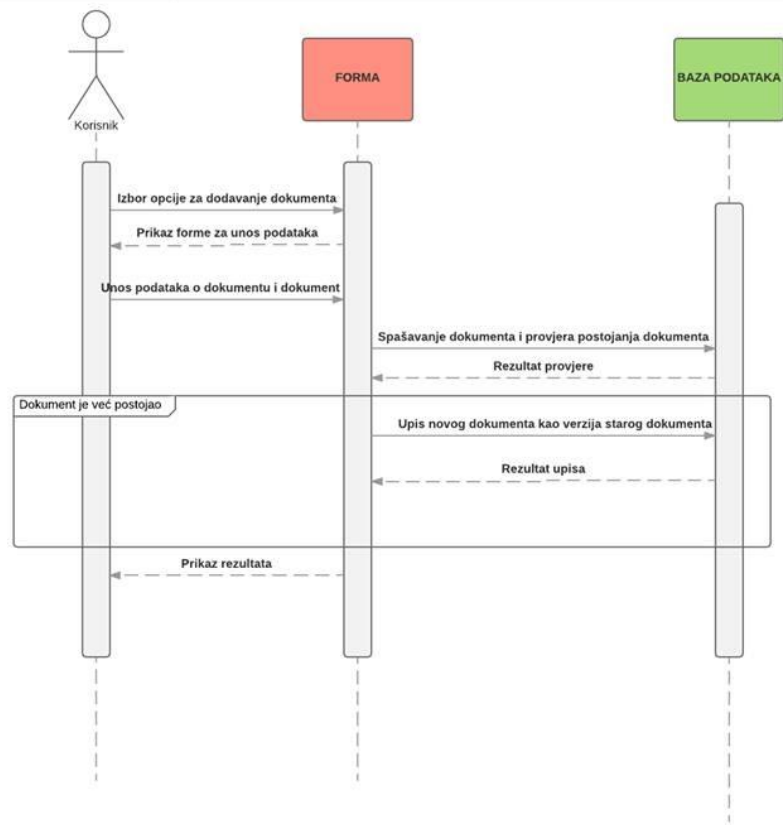 FORMA
BAZA PODATAKA
Korisnik
Izbor opcije za dodavanje dokumenta
Prikaz forme za unos podataka
Unos podataka o dokumentu i dokument
Spašavanje dokumenta i provjera postojanja dokumenta
Rezultat provjere
Dokument je već postojao
Upis novog dokumenta kao verzija starog dokumenta
Rezultat upisa
Prikaz rezultata